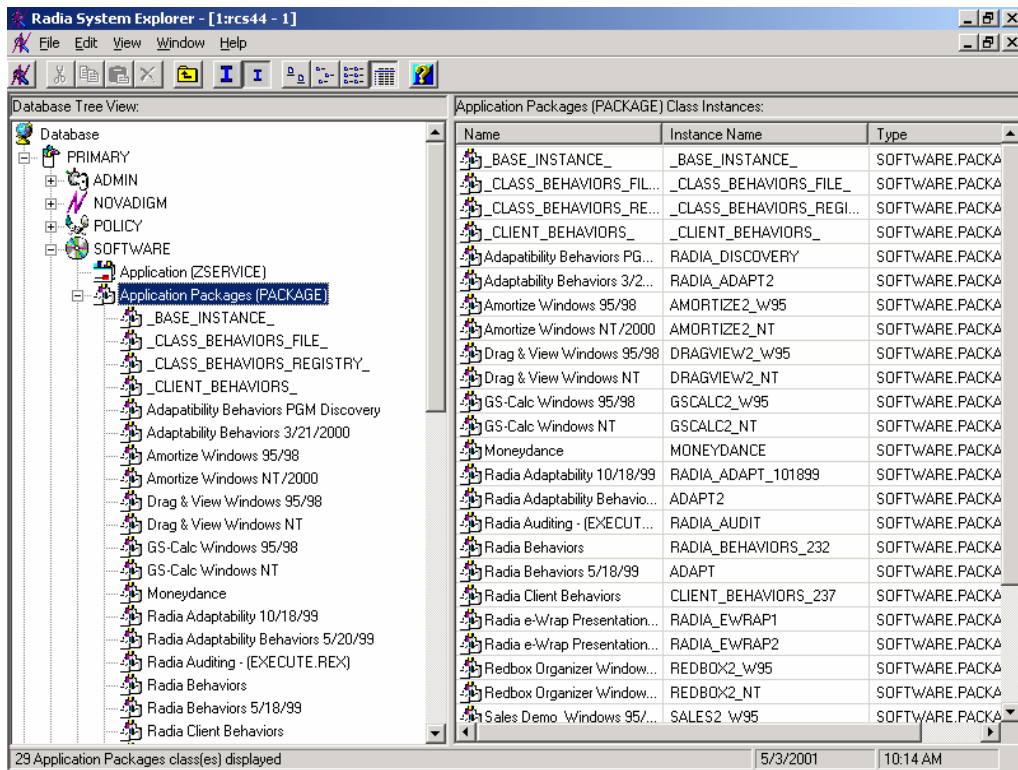 Radia System Explorer - [1:rcs44 - 1]
File Edit View Window Help
Database Tree View:
Database
PRIMARY
ADMIN
NOVADIGM
POLICY
SOFTWARE
Application (ZSERVICE)
Application Packages (PACKAGE)
_BASE_INSTANCE_
_CLASS_BEHAVIORS_FILE_
_CLASS_BEHAVIORS_REGISTRY_
_CLIENT_BEHAVIORS_
Adapatibility Behaviors PGM Discovery
Adaptability Behaviors 3/21/2000
Amortize Windows 95/98
Amortize Windows NT/2000
Drag & View Windows 95/98
Drag & View Windows NT
GS-Calc Windows 95/98
GS-Calc Windows NT
Moneydance
Radia Adaptability 10/18/99
Radia Adaptability Behaviors 5/20/99
Radia Auditing - (EXECUTE.REX)
Radia Behaviors
Radia Behaviors 5/18/99
Radia Client Behaviors
Application Packages (PACKAGE) Class Instances:
Name Instance Name Type
_BASE_INSTANCE_ _BASE_INSTANCE_ SOFTWARE.PACKA
_CLASS_BEHAVIORS_FIL... _CLASS_BEHAVIORS_FILE_ SOFTWARE.PACKA
_CLASS_BEHAVIORS_RE... _CLASS_BEHAVIORS_REGI... SOFTWARE.PACKA
_CLIENT_BEHAVIORS_ _CLIENT_BEHAVIORS_ SOFTWARE.PACKA
Adapatibility Behaviors PG... RADIA_DISCOVERY SOFTWARE.PACKA
Adaptability Behaviors 3/2... RADIA_ADAPT2 SOFTWARE.PACKA
Amortize Windows 95/98 AMORTIZE2_W95 SOFTWARE.PACKA
Amortize Windows NT/2000 AMORTIZE2_NT SOFTWARE.PACKA
Drag & View Windows 95/98 DRAGVIEW2_W95 SOFTWARE.PACKA
Drag & View Windows NT DRAGVIEW2_NT SOFTWARE.PACKA
GS-Calc Windows 95/98 GSCALC2_W95 SOFTWARE.PACKA
GS-Calc Windows NT GSCALC2_NT SOFTWARE.PACKA
Moneydance MONEYDANCE SOFTWARE.PACKA
Radia Adaptability 10/18/99 RADIA_ADAPT_101899 SOFTWARE.PACKA
Radia Adaptability Behavio... ADAPT2 SOFTWARE.PACKA
Radia Auditing - (EXECUT... RADIA_AUDIT SOFTWARE.PACKA
Radia Behaviors RADIA_BEHAVIORS_232 SOFTWARE.PACKA
Radia Behaviors 5/18/99 ADAPT SOFTWARE.PACKA
Radia Client Behaviors CLIENT_BEHAVIORS_237 SOFTWARE.PACKA
Radia e-Wrap Presentation... RADIA_EWRAP1 SOFTWARE.PACKA
Radia e-Wrap Presentation... RADIA_EWRAP2 SOFTWARE.PACKA
Redbox Organizer Window... REDBOX2_W95 SOFTWARE.PACKA
Redbox Organizer Window... REDBOX2_NT SOFTWARE.PACKA
Sales Demo Windows 95/... SALES2_W95 SOFTWARE.PACKA
29 Application Packages class(es) displayed 5/3/2001 10:14 AM